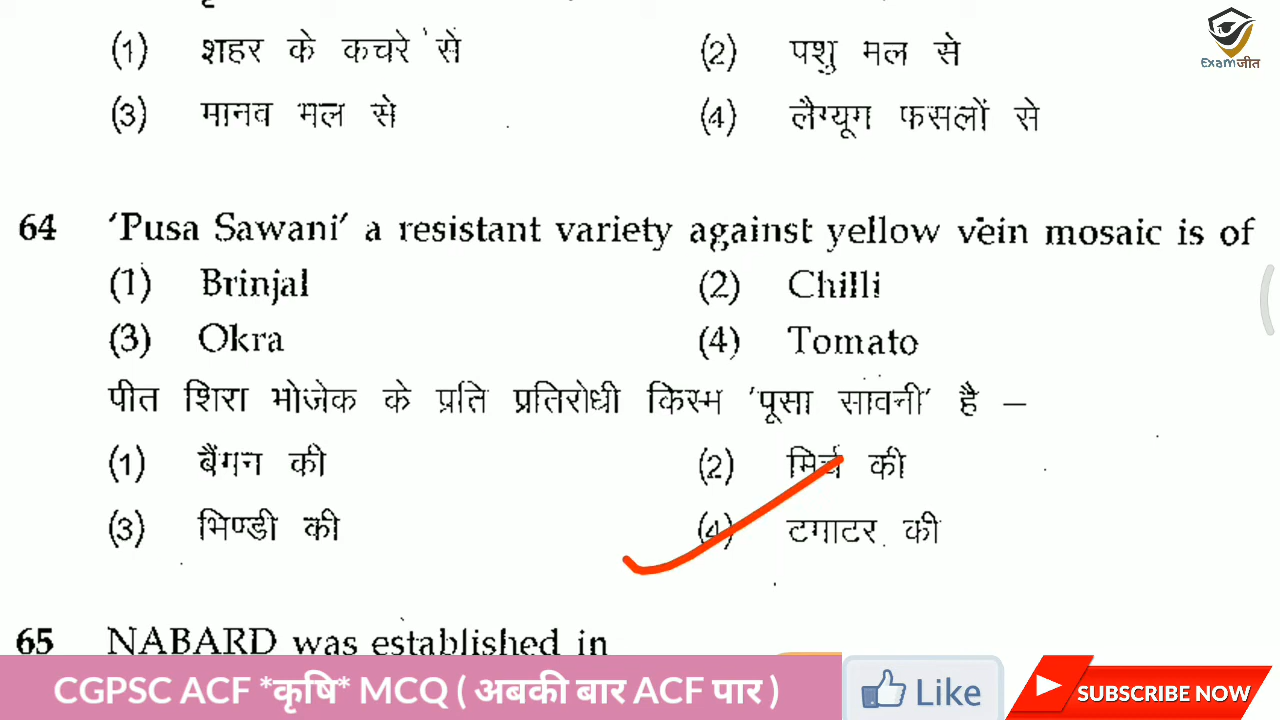 (1) शहर के कचरे से (2) पशु मल से
Examजीत
(3) मानव मल से (4) लैग्यूग फसलों से
64 'Pusa Sawani' a resistant variety against yellow vein mosaic is of
(1) Brinjal (2) Chilli
(3) Okra (4) Tomato
पीत शिरा भोजेक के प्रति प्रतिरोधी किस्म 'पूसा सावनी' है –
(1) बैंगन की (2) मिर्च की
(3) भिण्डी की (4) टगाटर की
65 NABARD was established in
CGPSC ACF *कृषि* MCQ ( अबकी बार ACF पार )
Like
SUBSCRIBE NOW